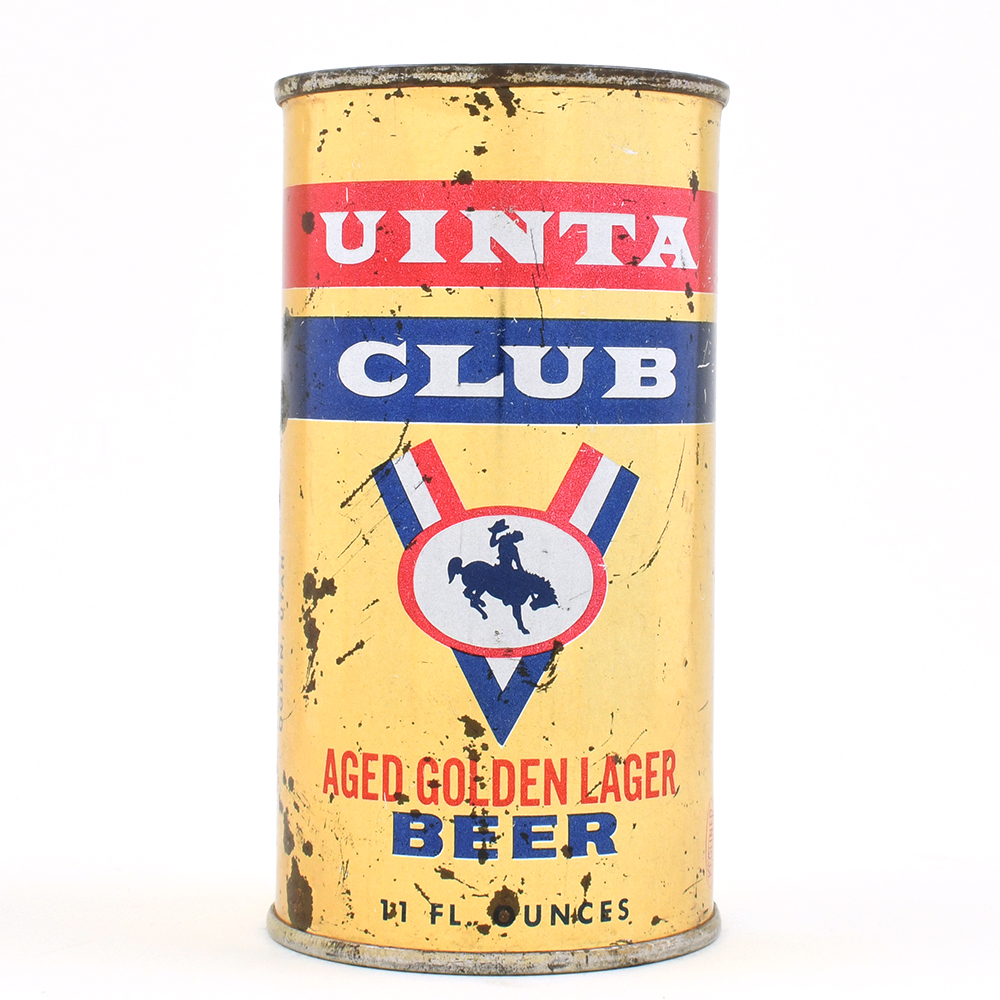 UINTA
CLUB
AGED GOLDEN LAGER
BEER
11 FL. OUNCES